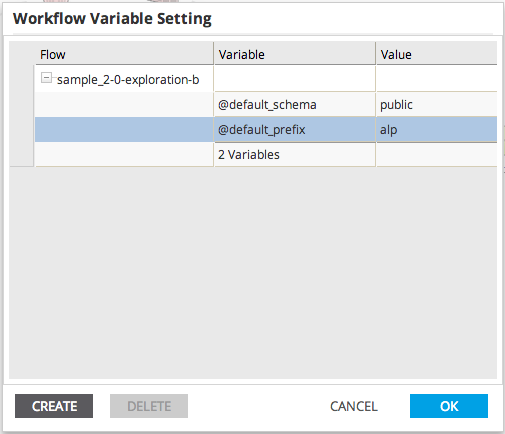 Workflow Variable Setting
Flow Variable Value
sample_2-0-exploration-b
@default_schema public
@default_prefix alp
2 Variables
CREATE DELETE CANCEL OK